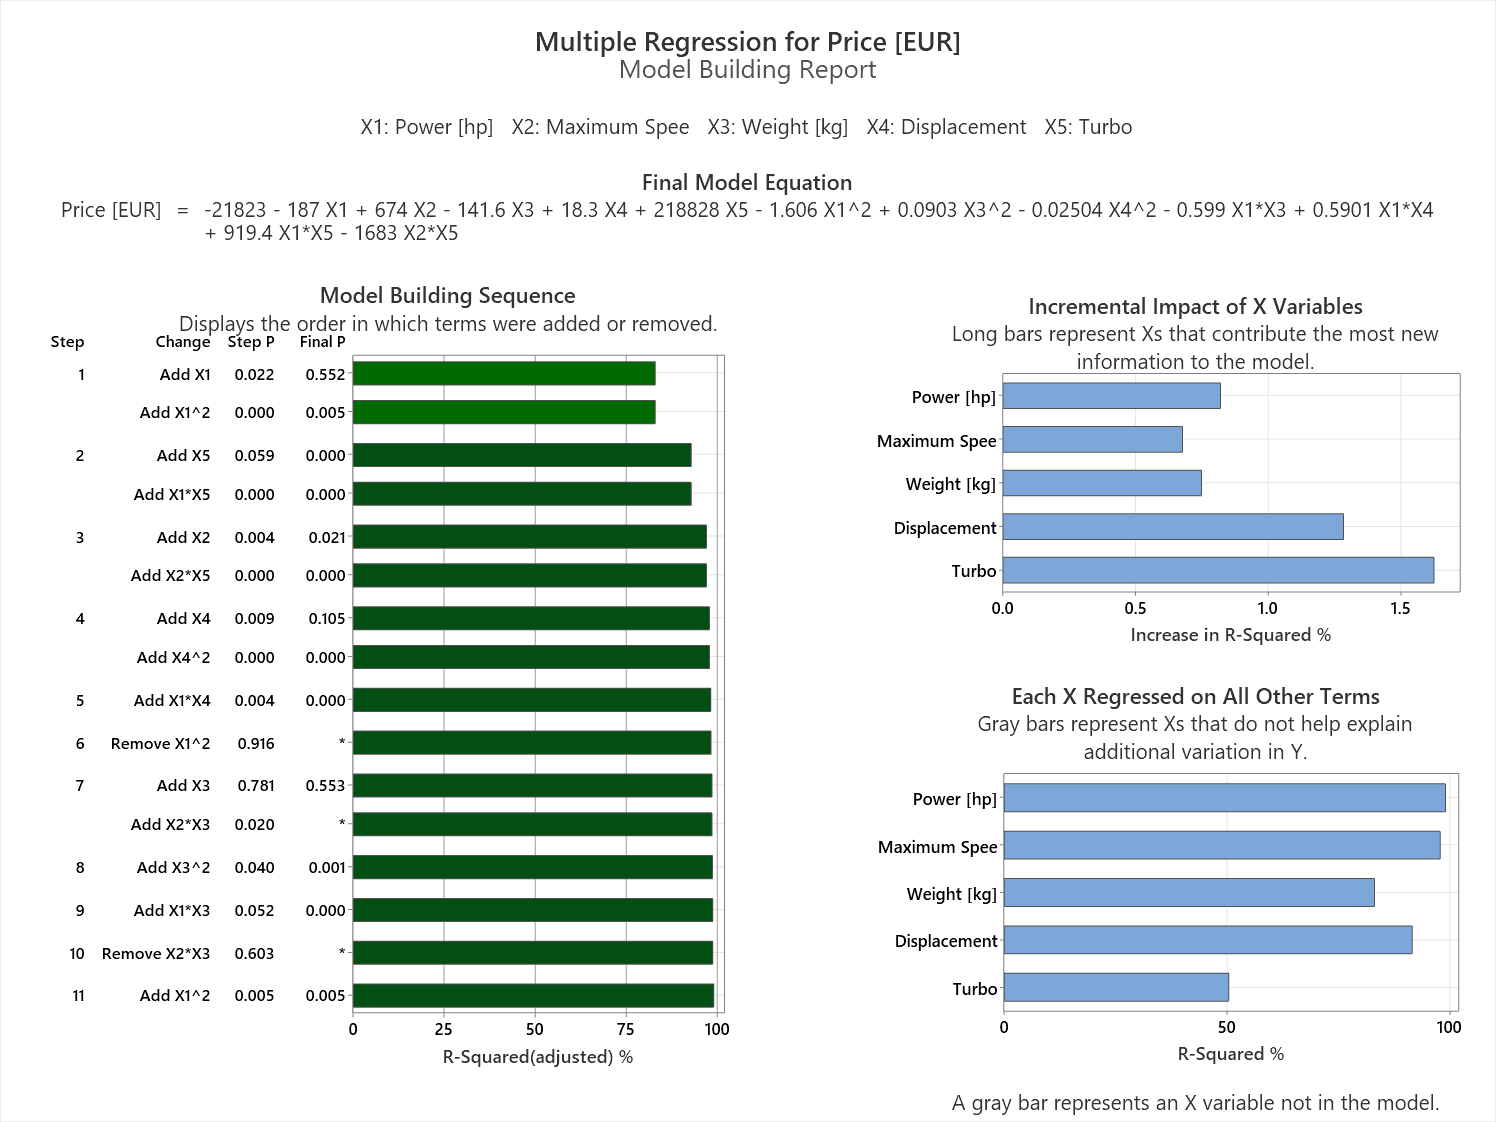 Multiple Regression for Price [EUR]
Model Building Report
X1: Power [hp] X2: Maximum Spee X3: Weight [kg] X4: Displacement X5: Turbo
Final Model Equation
Price [EUR] = -21823 - 187 X1 + 674 X2 - 141.6 X3 + 18.3 X4 + 218828 X5 - 1.606 X1^2 + 0.0903 X3^2 - 0.02504 X4^2 - 0.599 X1*X3 + 0.5901 X1*X4
+ 919.4 X1*X5 - 1683 X2*X5
Model Building Sequence
Displays the order in which terms were added or removed.
Step Change Step P Final P
1 Add X1 0.022 0.552
Add X1^2 0.000 0.005
2 Add X5 0.059 0.000
Add X1*X5 0.000 0.000
3 Add X2 0.004 0.021
Add X2*X5 0.000 0.000
4 Add X4 0.009 0.105
Add X4^2 0.000 0.000
5 Add X1*X4 0.004 0.000
6 Remove X1^2 0.916 *
7 Add X3 0.781 0.553
Add X2*X3 0.020 *
8 Add X3^2 0.040 0.001
9 Add X1*X3 0.052 0.000
10 Remove X2*X3 0.603 *
11 Add X1^2 0.005 0.005
0 25 50 75 100
R-Squared(adjusted) %
Incremental Impact of X Variables
Long bars represent Xs that contribute the most new
information to the model.
Power [hp]
Maximum Spee
Weight [kg]
Displacement
Turbo
0.0 0.5 1.0 1.5
Increase in R-Squared %
Each X Regressed on All Other Terms
Gray bars represent Xs that do not help explain
additional variation in Y.
Power [hp]
Maximum Spee
Weight [kg]
Displacement
Turbo
0 50 100
R-Squared %
A gray bar represents an X variable not in the model.